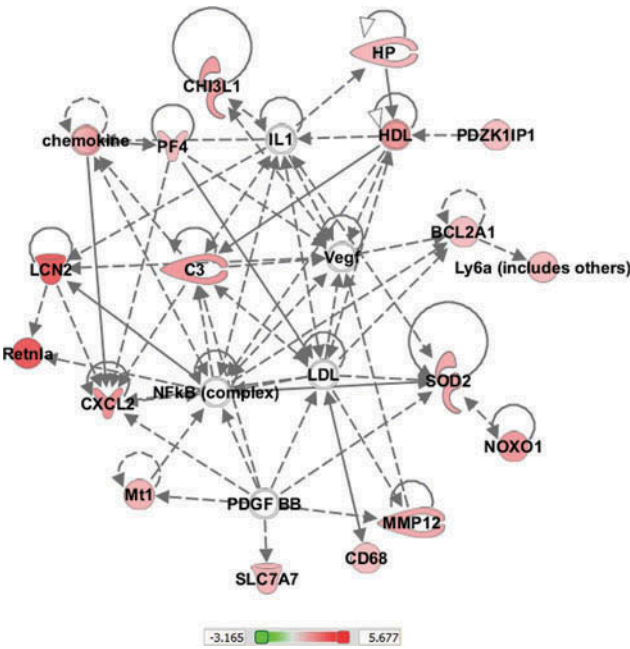 HP
CHI3L1
chemokine
PF4
IL1
HDL
PDZK1IP1
BCL2A1
Vegf
LCN2
C3
Ly6a (includes others)
Retnla
CXCL2
NFkB (complex)
LDL
SOD2
NOXO1
Mt1
PDGF BB
MMP12
CD68
SLC7A7
-3.165
5.677